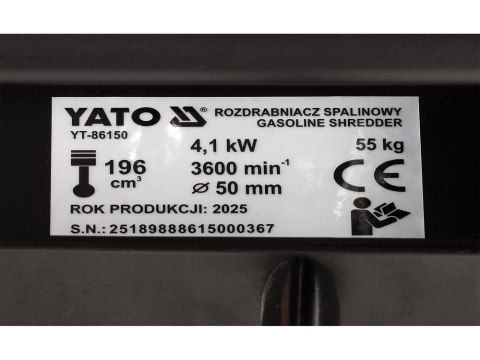 YATO ® ROZDRABNIACZ SPALINOWY
YT-86150 GASOLINE SHREDDER
4,1 kW 55 kg
196 cm³ 3600 min⁻¹ CE
⌀ 50 mm
ROK PRODUKCJI: 2025
S.N.: 25189888615000367